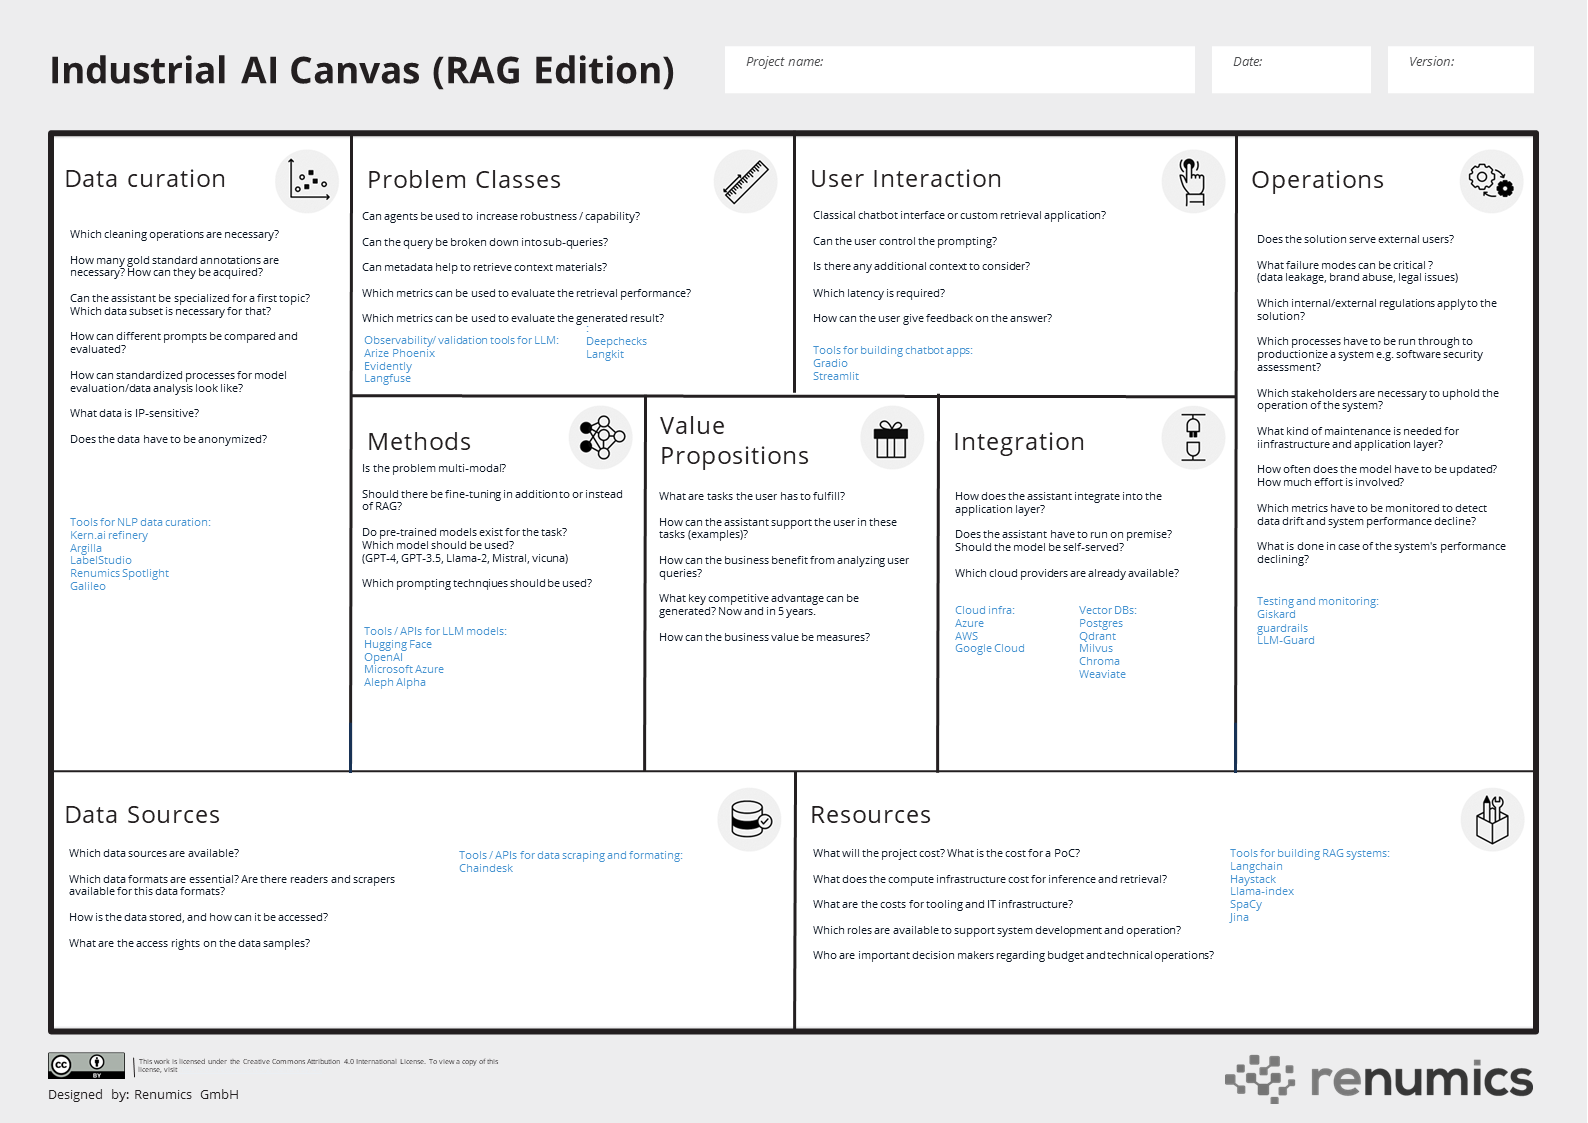 Industrial AI Canvas (RAG Edition)
Project name:
Date:
Version:
Data curation
Which cleaning operations are necessary?
How many gold standard annotations are
necessary? How can they be acquired?
Can the assistant be specialized for a first topic?
Which data subset is necessary for that?
How can different prompts be compared and
evaluated?
How can standardized processes for model
evaluation/data analysis look like?
What data is IP-sensitive?
Does the data have to be anonymized?
Tools for NLP data curation:
Kern.ai refinery
Argilla
LabelStudio
Renumics Spotlight
Galileo
Problem Classes
Can agents be used to increase robustness / capability?
Can the query be broken down into sub-queries?
Can metadata help to retrieve context materials?
Which metrics can be used to evaluate the retrieval performance?
Which metrics can be used to evaluate the generated result?
Observability/ validation tools for LLM:
Arize Phoenix
Evidently
Langfuse
:
Deepchecks
Langkit
User Interaction
Classical chatbot interface or custom retrieval application?
Can the user control the prompting?
Is there any additional context to consider?
Which latency is required?
How can the user give feedback on the answer?
Tools for building chatbot apps:
Gradio
Streamlit
Operations
Does the solution serve external users?
What failure modes can be critical ?
(data leakage, brand abuse, legal issues)
Which internal/external regulations apply to the
solution?
Which processes have to be run through to
productionize a system e.g. software security
assessment?
Which stakeholders are necessary to uphold the
operation of the system?
What kind of maintenance is needed for
iinfrastructure and application layer?
How often does the model have to be updated?
How much effort is involved?
Which metrics have to be monitored to detect
data drift and system performance decline?
What is done in case of the system's performance
declining?
Testing and monitoring:
Giskard
guardrails
LLM-Guard
Methods
Is the problem multi-modal?
Should there be fine-tuning in addition to or instead
of RAG?
Do pre-trained models exist for the task?
Which model should be used?
(GPT-4, GPT-3.5, Llama-2, Mistral, vicuna)
Which prompting technqiues should be used?
Tools / APIs for LLM models:
Hugging Face
OpenAI
Microsoft Azure
Aleph Alpha
Value
Propositions
What are tasks the user has to fulfill?
How can the assistant support the user in these
tasks (examples)?
How can the business benefit from analyzing user
queries?
What key competitive advantage can be
generated? Now and in 5 years.
How can the business value be measures?
Integration
How does the assistant integrate into the
application layer?
Does the assistant have to run on premise?
Should the model be self-served?
Which cloud providers are already available?
Cloud infra:
Azure
AWS
Google Cloud
Vector DBs:
Postgres
Qdrant
Milvus
Chroma
Weaviate
Data Sources
Which data sources are available?
Which data formats are essential? Are there readers and scrapers
available for this data formats?
How is the data stored, and how can it be accessed?
What are the access rights on the data samples?
Tools / APIs for data scraping and formating:
Chaindesk
Resources
What will the project cost? What is the cost for a PoC?
What does the compute infrastructure cost for inference and retrieval?
What are the costs for tooling and IT infrastructure?
Which roles are available to support system development and operation?
Who are important decision makers regarding budget and technical operations?
Tools for building RAG systems:
Langchain
Haystack
Llama-index
SpaCy
Jina
cc
BY
This work is licensed under the Creative Commons Attribution 4.0 International License. To view a copy of this
license, visit
Designed by: Renumics GmbH
renumics